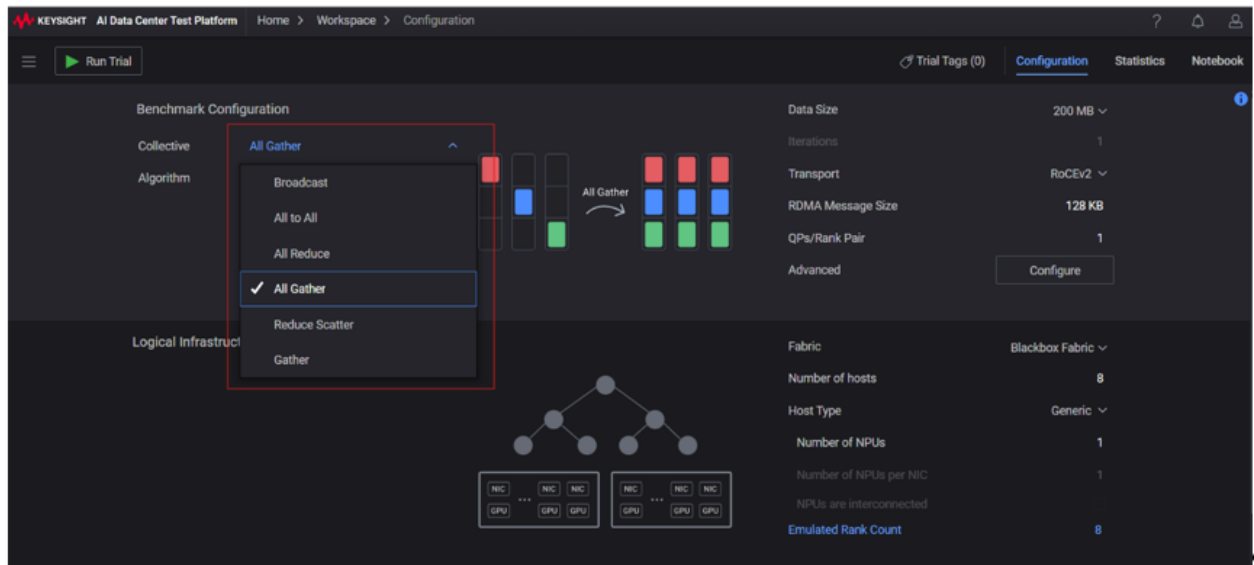 KEYSIGHT AI Data Center Test Platform Home > Workspace > Configuration ?
Run Trial Trial Tags (0) Configuration Statistics Notebook
Benchmark Configuration
Collective All Gather
Algorithm
Broadcast
All to All
All Reduce
✓ All Gather
Reduce Scatter
Gather
All Gather
Data Size 200 MB
Iterations 1
Transport RoCEv2
RDMA Message Size 128 KB
QPs/Rank Pair 1
Advanced Configure
Logical Infrastruct
NIC ... NIC NIC NIC ... NIC NIC
GPU GPU GPU GPU GPU GPU
Fabric Blackbox Fabric
Number of hosts 8
Host Type Generic
Number of NPUs 1
Number of NPUs per NIC 1
NPUs are interconnected
Emulated Rank Count 8